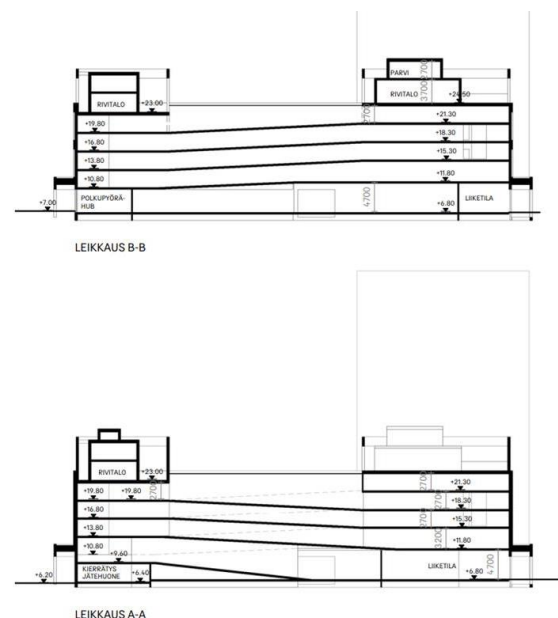 PARVI
2700
RIVITALO
+23.00
RIVITALO
3700
+24.50
2700
+19.80
+21.30
+16.80
+18.30
+13.80
+15.30
+10.80
+11.80
POLKUPYÖRÄ-
HUB
4700
LIIKETILA
+7.00
+6.80
LEIKKAUS B-B
RIVITALO
+23.00
2700
2700
+21.30
+19.80
+19.80
+18.30
+16.80
2700
+15.30
+13.80
3200
+11.80
+10.80
+9.60
KIERRÄTYS
JÄTEHUONE
LIIKETILA
4700
+6.20
+6.40
+6.80
LEIKKAUS A-A